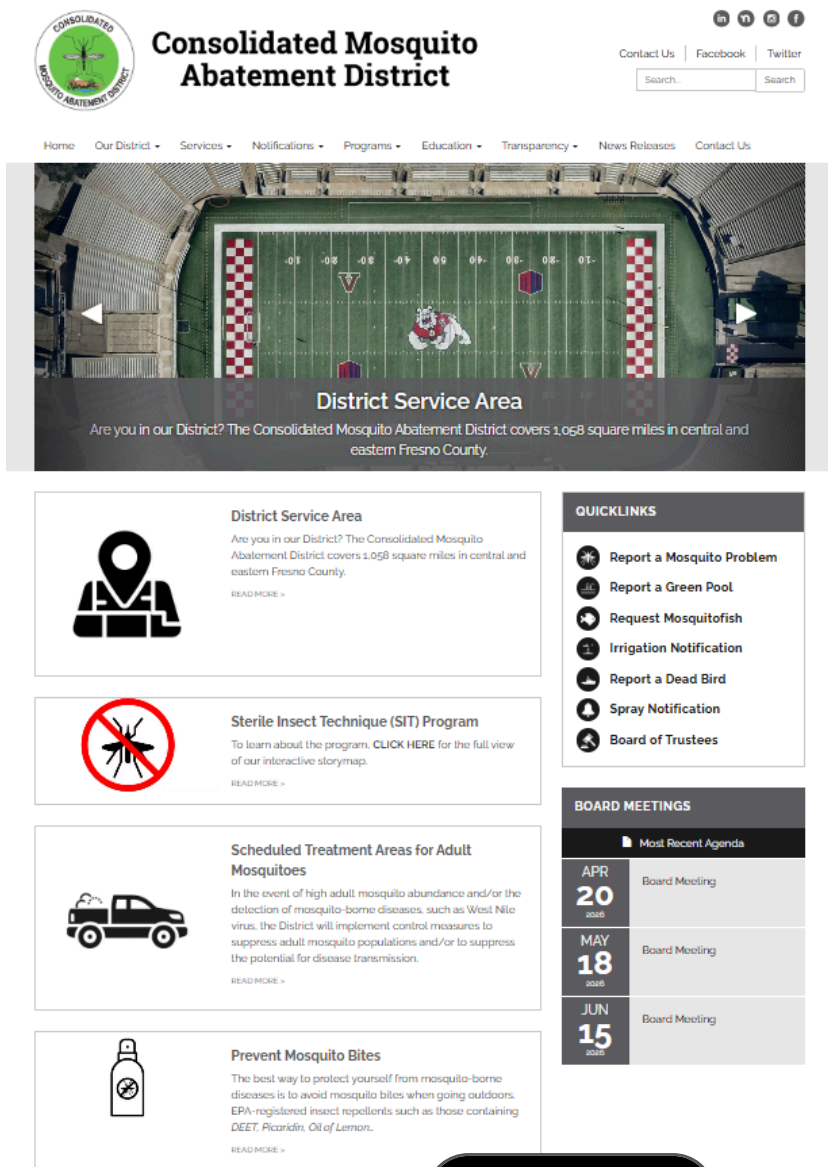 CONSOLIDATED
MOSQUITO ABATEMENT DISTRICT
Consolidated Mosquito
Abatement District
Contact Us
Facebook
Twitter
Search...
Search
Home
Our District
Services
Notifications
Programs
Education
Transparency
News Releases
Contact Us
District Service Area
Are you in our District? The Consolidated Mosquito Abatement District covers 1,058 square miles in central and
eastern Fresno County.
District Service Area
Are you in our District? The Consolidated Mosquito
Abatement District covers 1,058 square miles in central and
eastern Fresno County.
READ MORE »
Sterile Insect Technique (SIT) Program
To learn about the program, CLICK HERE for the full view
of our interactive storymap.
READ MORE »
Scheduled Treatment Areas for Adult
Mosquitoes
In the event of high adult mosquito abundance and/or the
detection of mosquito-borne diseases, such as West Nile
virus, the District will implement control measures to
suppress adult mosquito populations and/or to suppress
the potential for disease transmission.
READ MORE »
Prevent Mosquito Bites
The best way to protect yourself from mosquito-borne
diseases is to avoid mosquito bites when going outdoors.
EPA-registered insect repellents such as those containing
DEET, Picaridin, Oil of Lemon...
READ MORE »
QUICKLINKS
Report a Mosquito Problem
Report a Green Pool
Request Mosquitofish
Irrigation Notification
Report a Dead Bird
Spray Notification
Board of Trustees
BOARD MEETINGS
Most Recent Agenda
APR
20
2026
Board Meeting
MAY
18
2026
Board Meeting
JUN
15
2026
Board Meeting